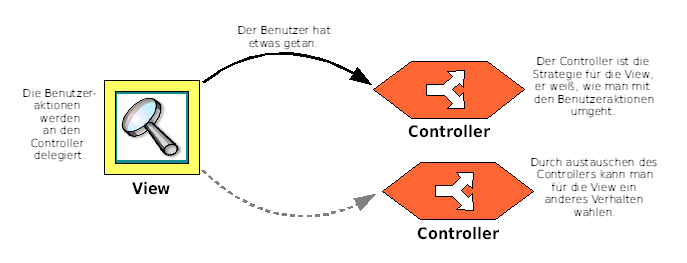 Der Benutzer hat
etwas getan.
Die Benutzer-
aktionen
werden
an den
Controller
delegiert.
View
Der Controller ist die
Strategie für die View,
er weiß, wie man mit
den Benutzeraktionen
umgeht.
Controller
Durch austauschen des
Controllers kann man
für die View ein
anderes Verhalten
wählen.
Controller